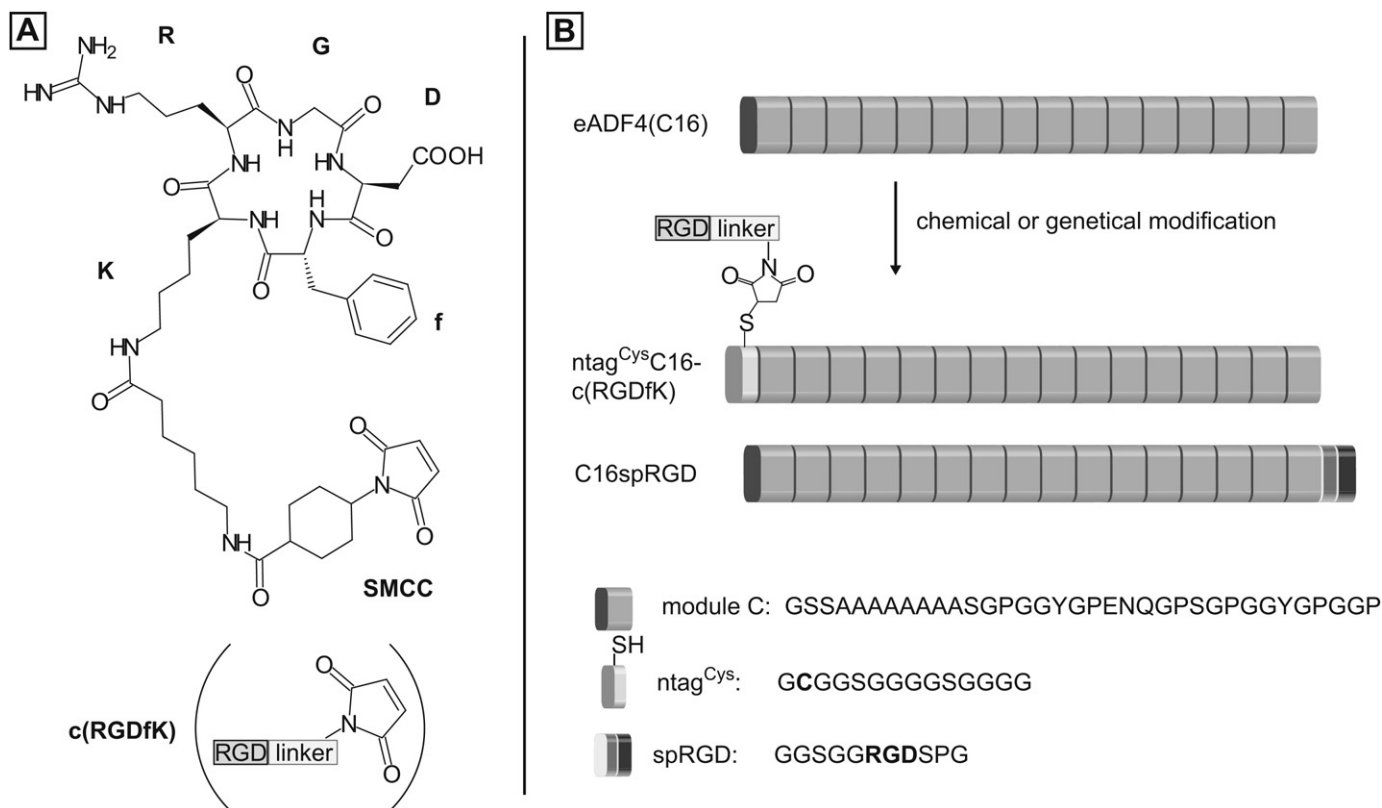 A
R
G
D
NH2
HN
NH
O
O
N
H
HN
COOH
NH
O
NH
H
N
O
O
O
K
f
HN
O
O
N
NH
O
O
SMCC
c(RGDfK)
O
N
RGD linker
O
B
eADF4(C16)
chemical or genetical modification
RGD linker
N
O
O
S
ntagCysC16-
c(RGDfK)
C16spRGD
module C: GSSAAAAAAAASGPGGYGPENQGPSGPGGYGPGGP
SH
ntagCys: GCGGSGGGGSGGGG
spRGD: GGSGGRGDSPG